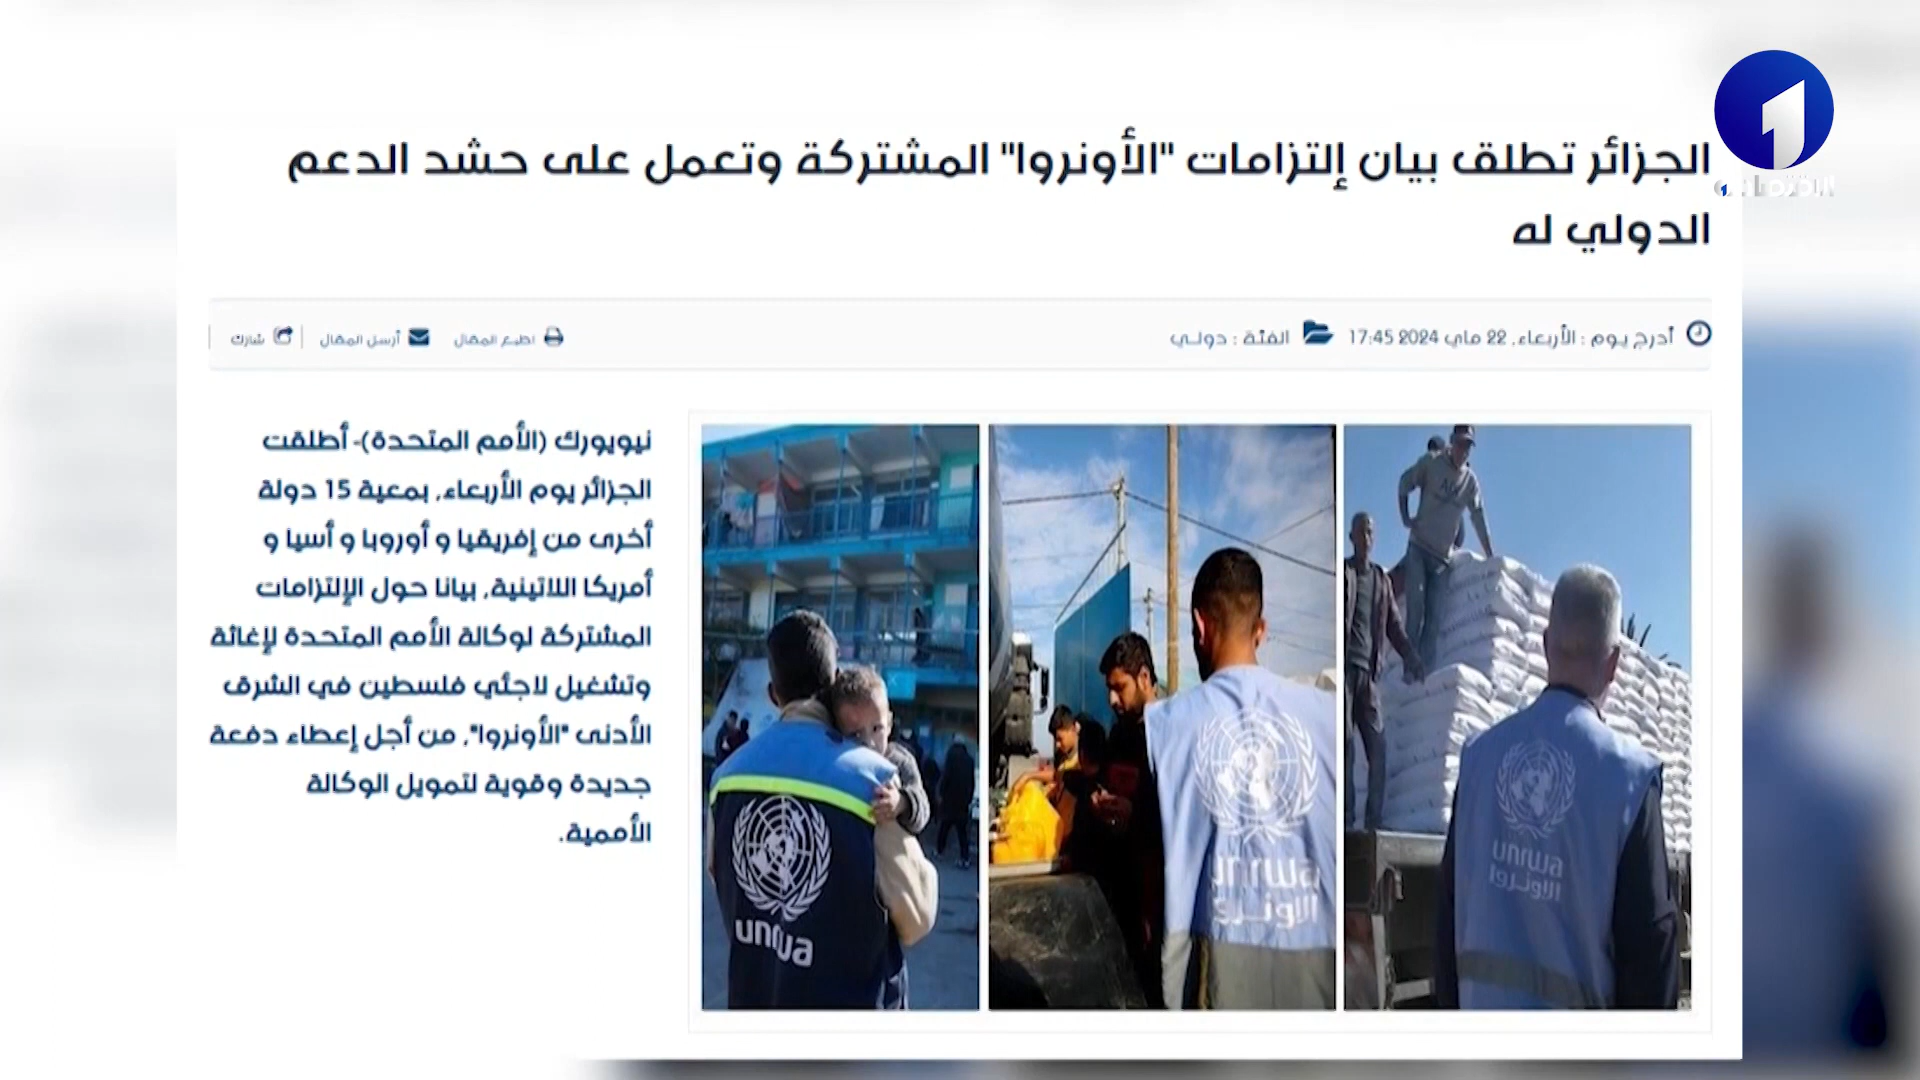 الجزائر تطلق بيان إلتزامات "الأونروا" المشتركة وتعمل على حشد الدعم
الدولي له
أدرج يوم : الأربعاء, 22 ماي 2024 17:45
الفئة : دولي
اطبع المقال
أرسل المقال
شارك
نيويورك (الأمم المتحدة)- أطلقت
الجزائر يوم الأربعاء, بمعية 15 دولة
أخرى من إفريقيا و أوروبا و أسيا و
أمريكا اللاتينية, بيانا حول الإلتزامات
المشتركة لوكالة الأمم المتحدة لإغاثة
وتشغيل لاجئي فلسطين في الشرق
الأدنى "الأونروا", من أجل إعطاء دفعة
جديدة وقوية لتمويل الوكالة
الأممية.
unrwa
unrwa
الاونروا
unrwa
الاونروا